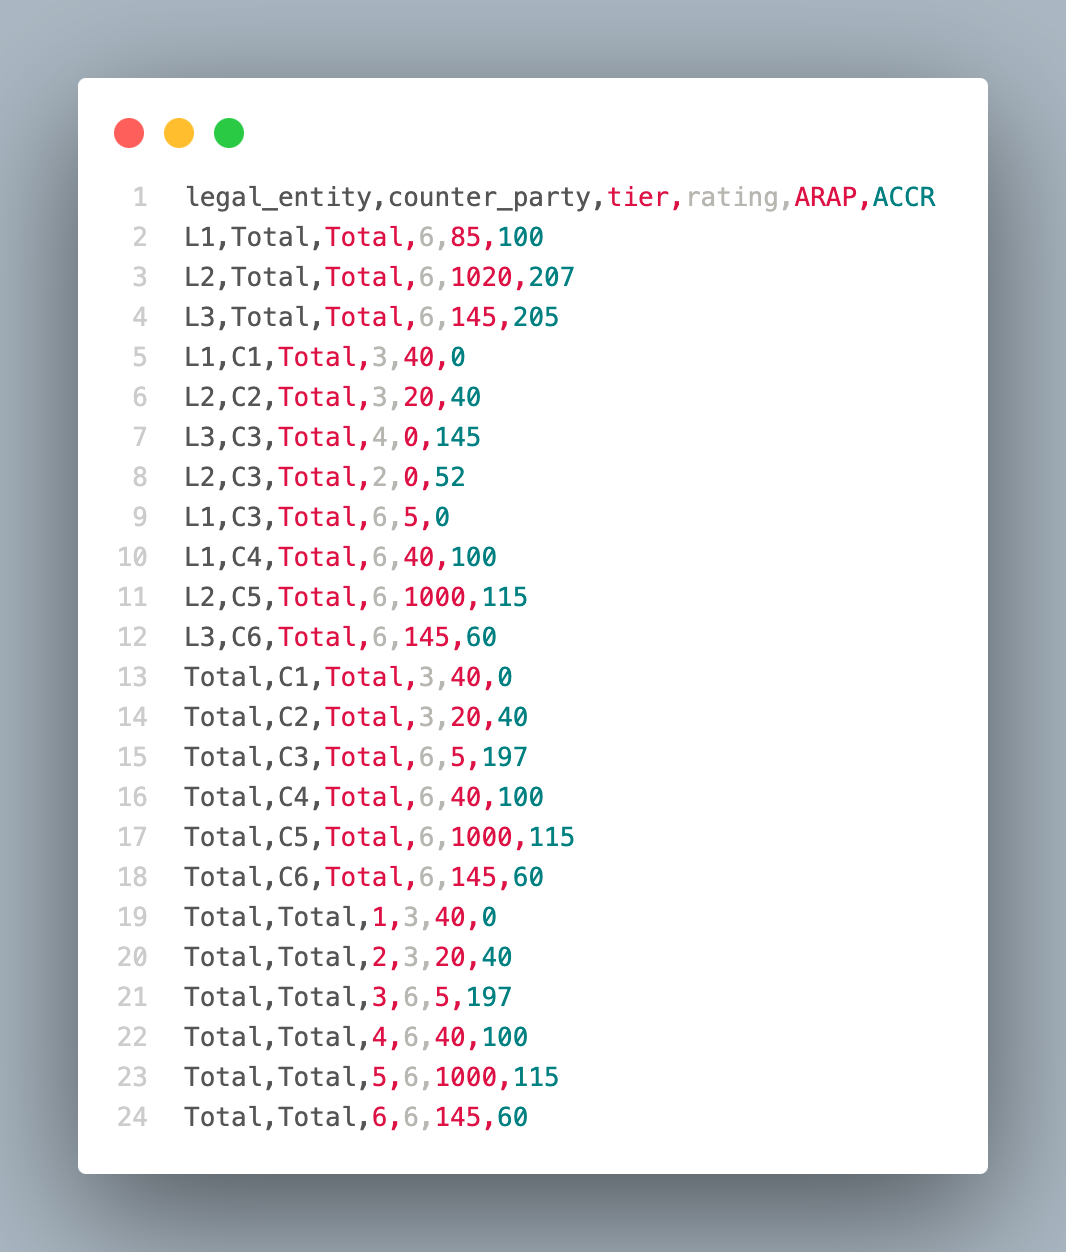 1 legal_entity,counter_party,tier,rating,ARAP,ACCR
2 L1,Total,Total,6,85,100
3 L2,Total,Total,6,1020,207
4 L3,Total,Total,6,145,205
5 L1,C1,Total,3,40,0
6 L2,C2,Total,3,20,40
7 L3,C3,Total,4,0,145
8 L2,C3,Total,2,0,52
9 L1,C3,Total,6,5,0
10 L1,C4,Total,6,40,100
11 L2,C5,Total,6,1000,115
12 L3,C6,Total,6,145,60
13 Total,C1,Total,3,40,0
14 Total,C2,Total,3,20,40
15 Total,C3,Total,6,5,197
16 Total,C4,Total,6,40,100
17 Total,C5,Total,6,1000,115
18 Total,C6,Total,6,145,60
19 Total,Total,1,3,40,0
20 Total,Total,2,3,20,40
21 Total,Total,3,6,5,197
22 Total,Total,4,6,40,100
23 Total,Total,5,6,1000,115
24 Total,Total,6,6,145,60